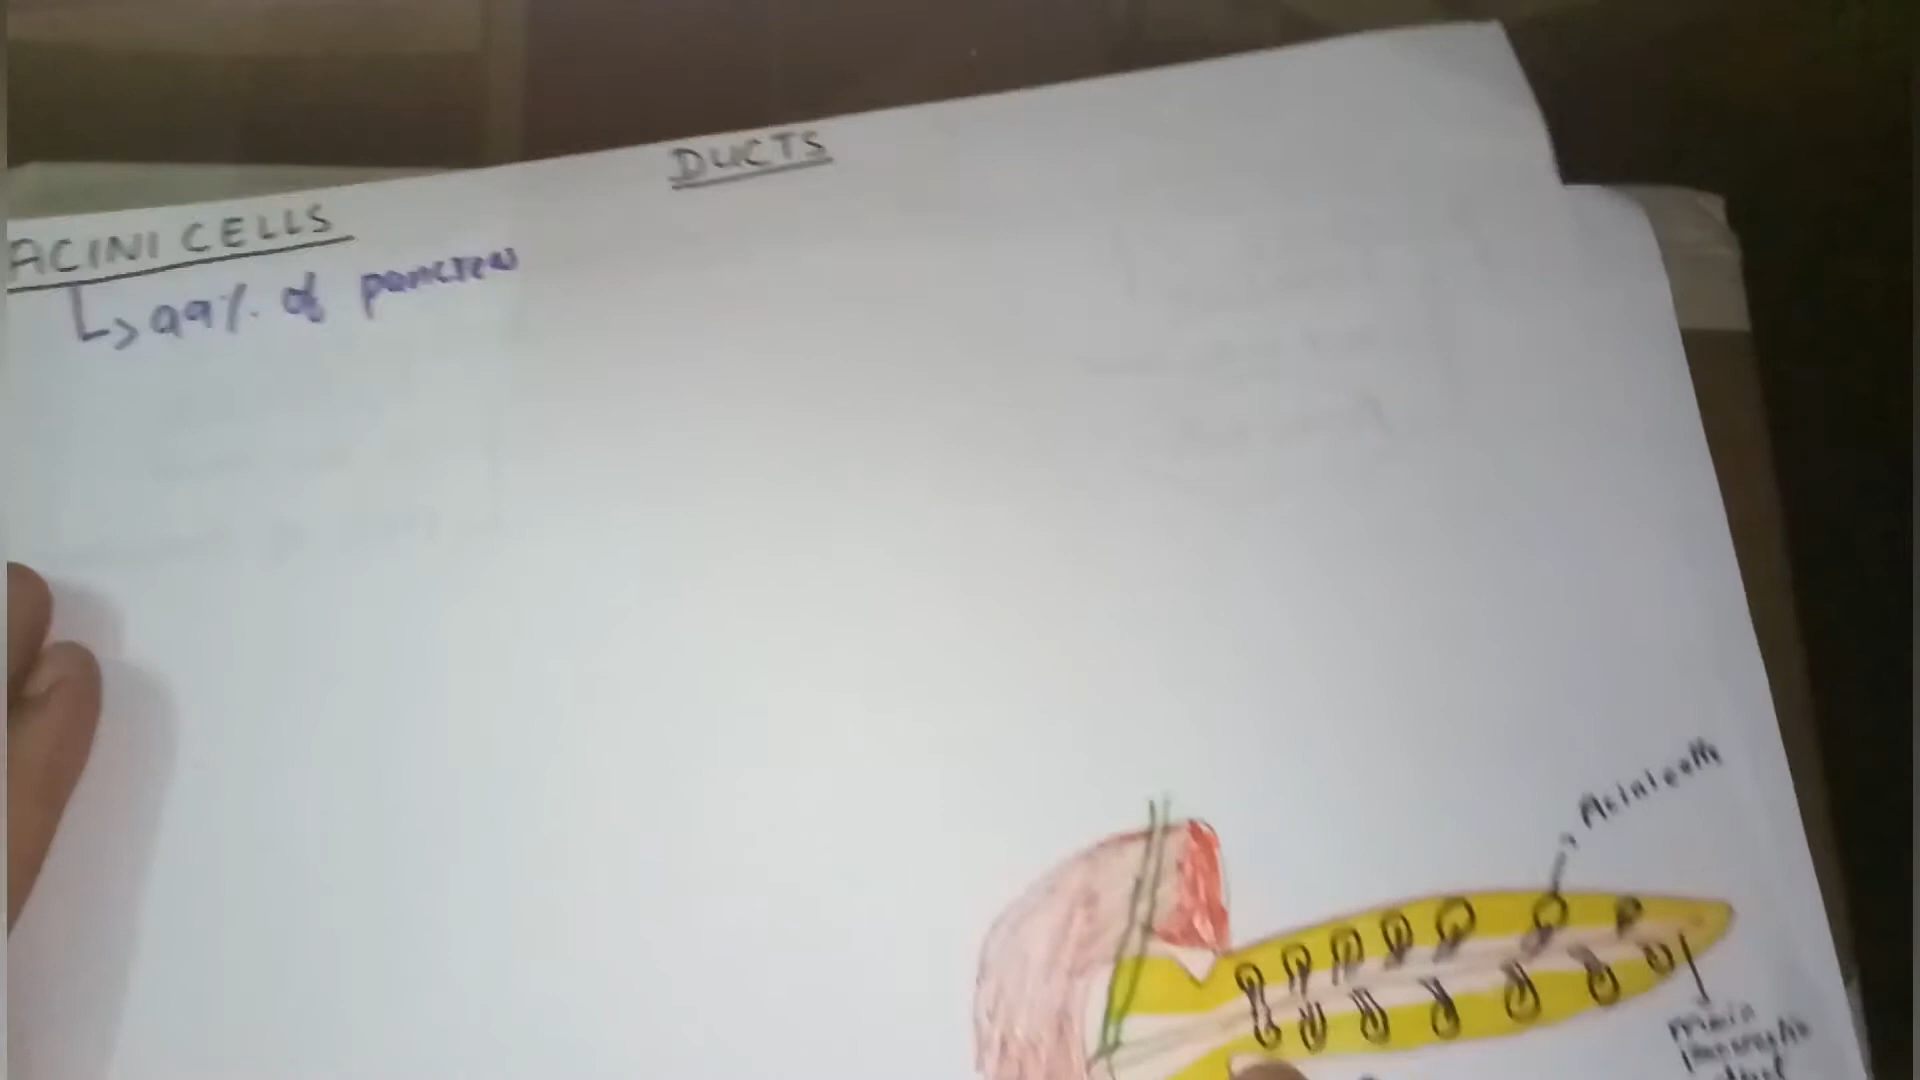 DUCTS
ACINI CELLS
↳ 99% of pancreas
Acini cells
main
pancreatic
duct